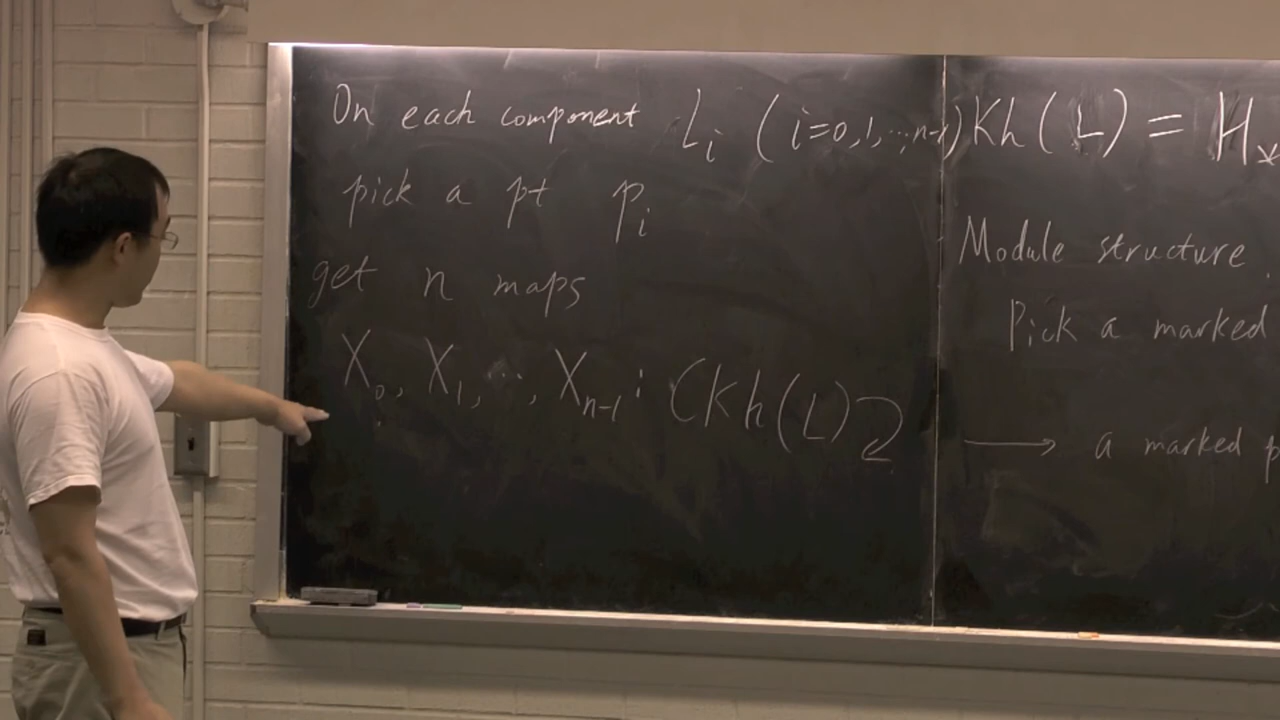 On each component L_i (i=0,1,...,n-1)
pick a pt p_i
get n maps
X_0, X_1, ..., X_{n-1} : CKh(L) ⤸
Kh(L) = H_*
Module structure.
Pick a marked
⟶ a marked p